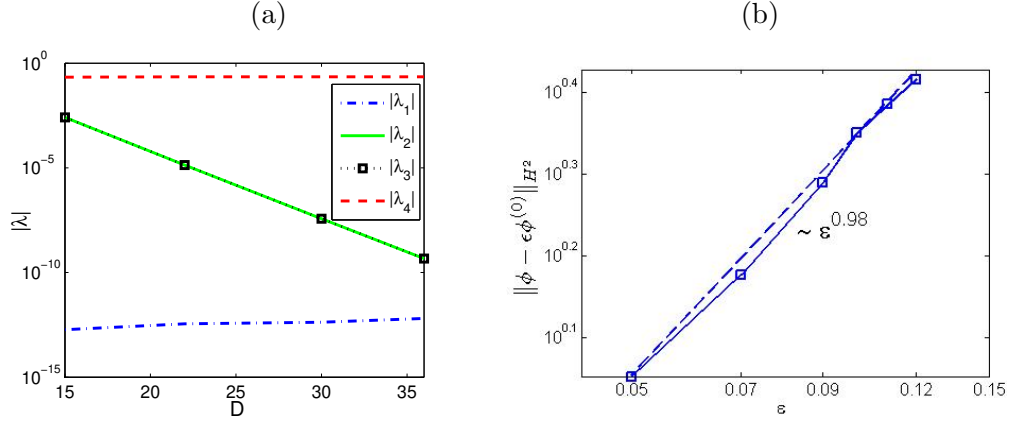 (a)
(b)
10^0
10^{-5}
10^{-10}
10^{-15}
|λ|
15
20
25
30
35
D
|λ_1|
|λ_2|
|λ_3|
|λ_4|
10^{0.4}
10^{0.3}
10^{0.2}
10^{0.1}
‖ϕ − ϵϕ^{(0)}‖_{H^2}
~ ε^{0.98}
0.05
0.07
0.09
0.12
0.15
ε